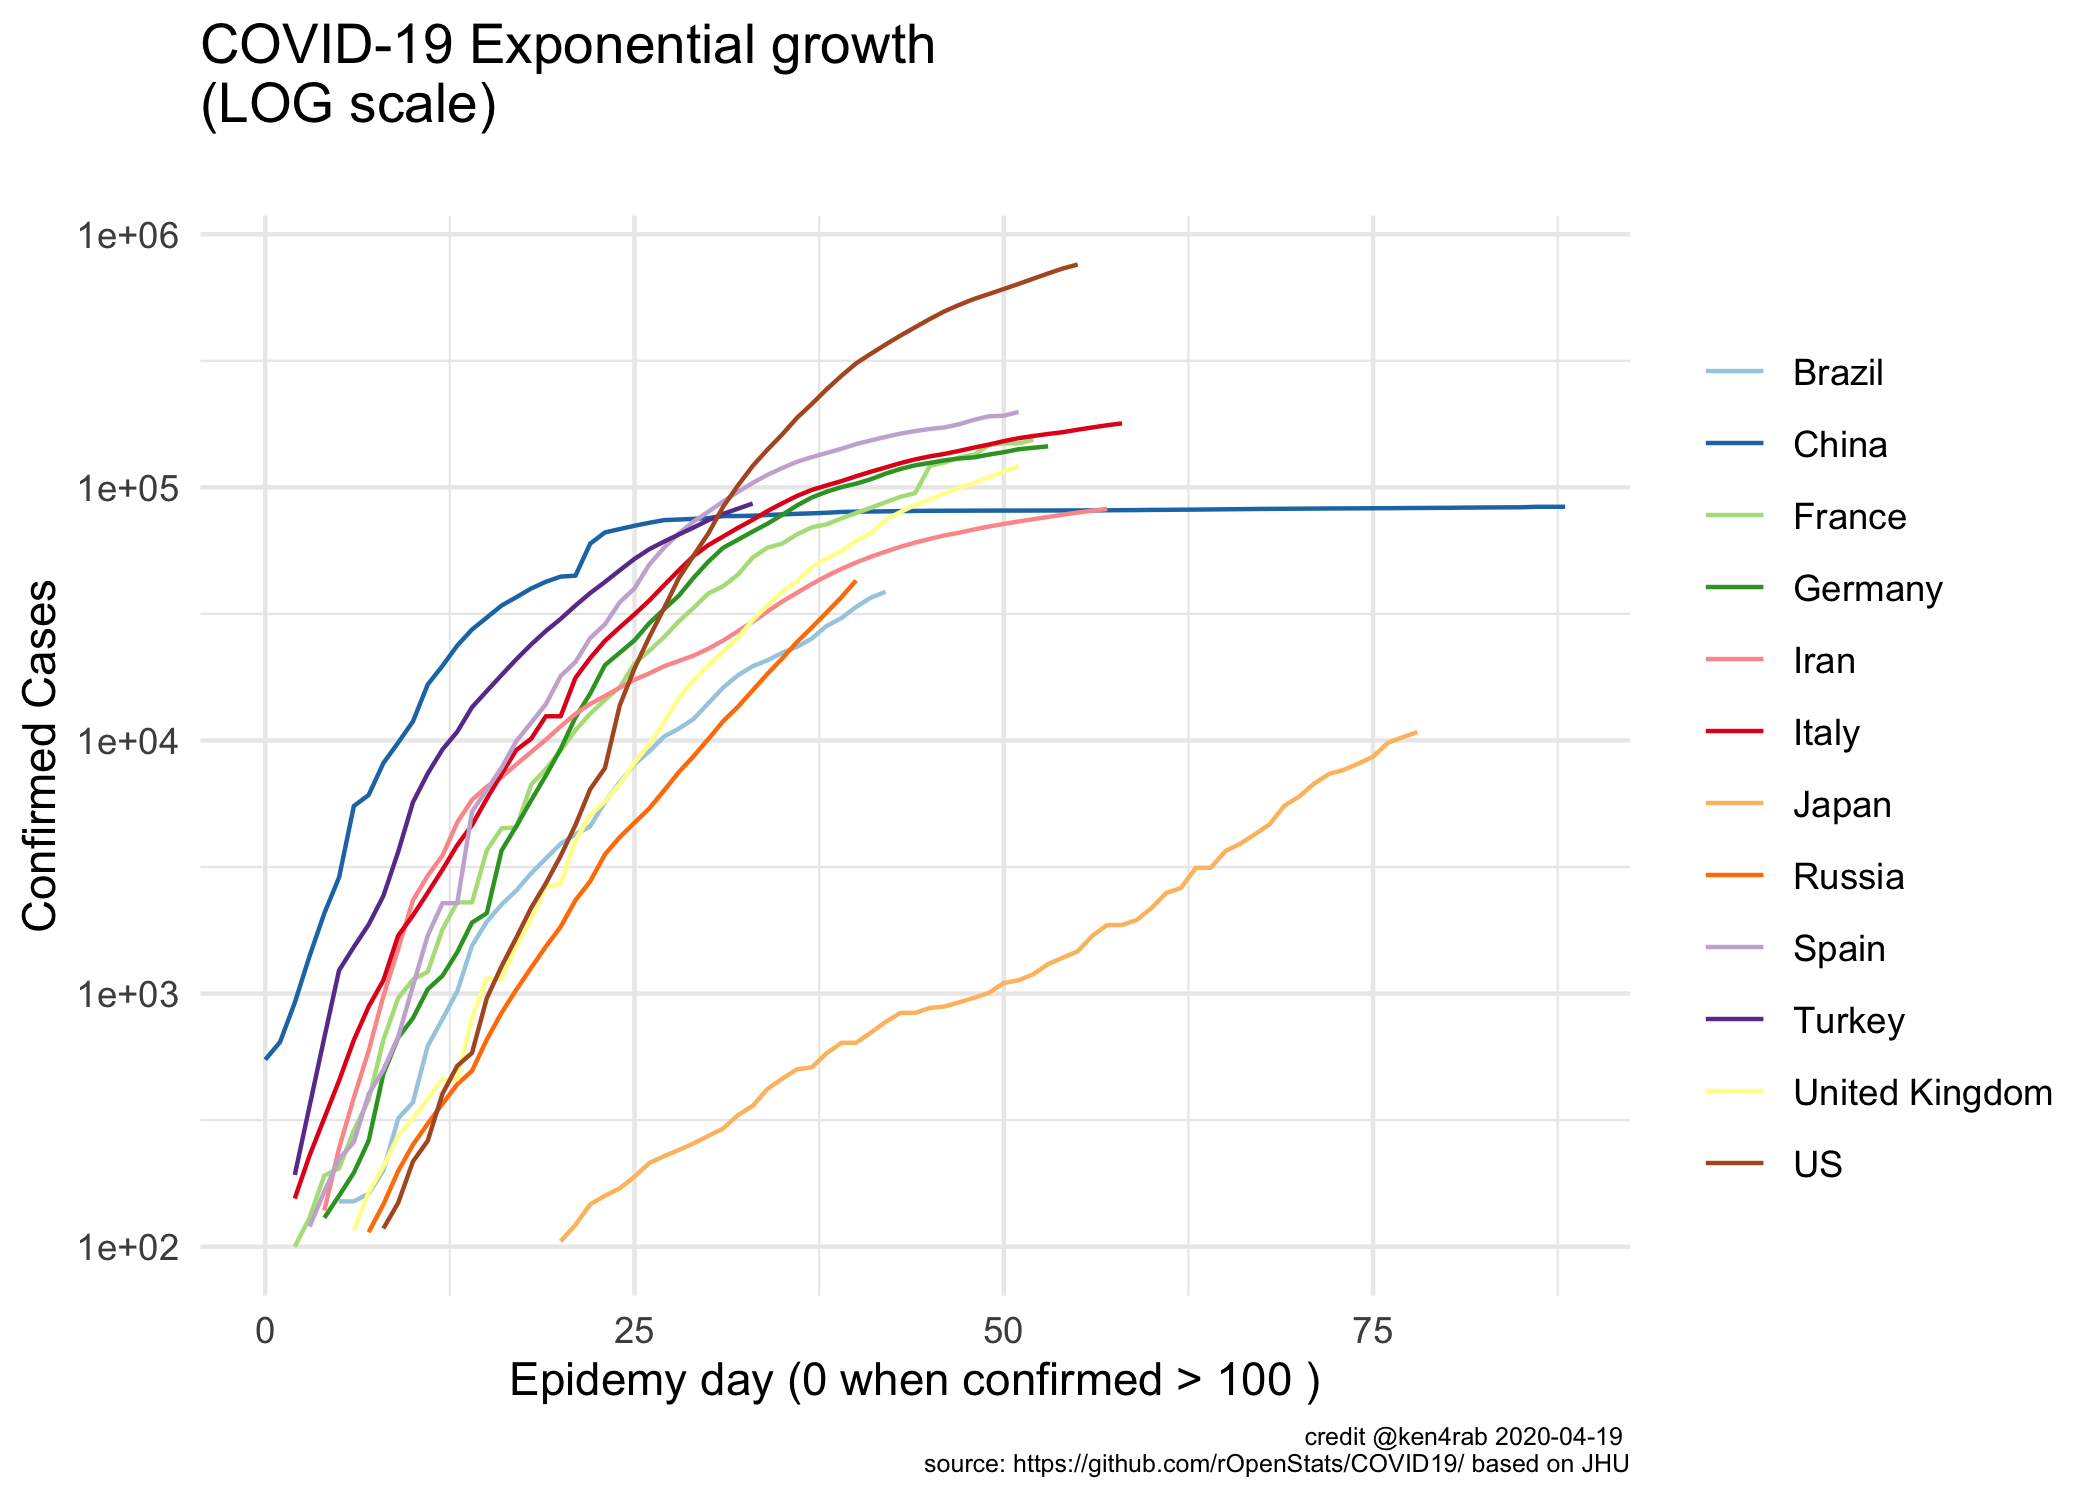 COVID-19 Exponential growth
(LOG scale)
1e+06
1e+05
1e+04
1e+03
1e+02
Confirmed Cases
0
25
50
75
Epidemy day (0 when confirmed > 100 )
Brazil
China
France
Germany
Iran
Italy
Japan
Russia
Spain
Turkey
United Kingdom
US
credit @ken4rab 2020-04-19
source: https://github.com/rOpenStats/COVID19/ based on JHU